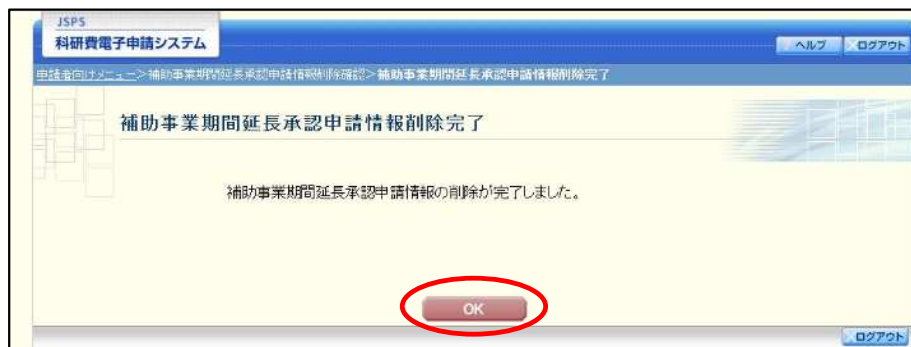 JSPS
科研費電子申請システム
ヘルプ ログアウト
申請者向けメニュー>補助事業期間延長承認申請情報削除確認>補助事業期間延長承認申請情報削除完了
補助事業期間延長承認申請情報削除完了
補助事業期間延長承認申請情報の削除が完了しました。
OK
ログアウト